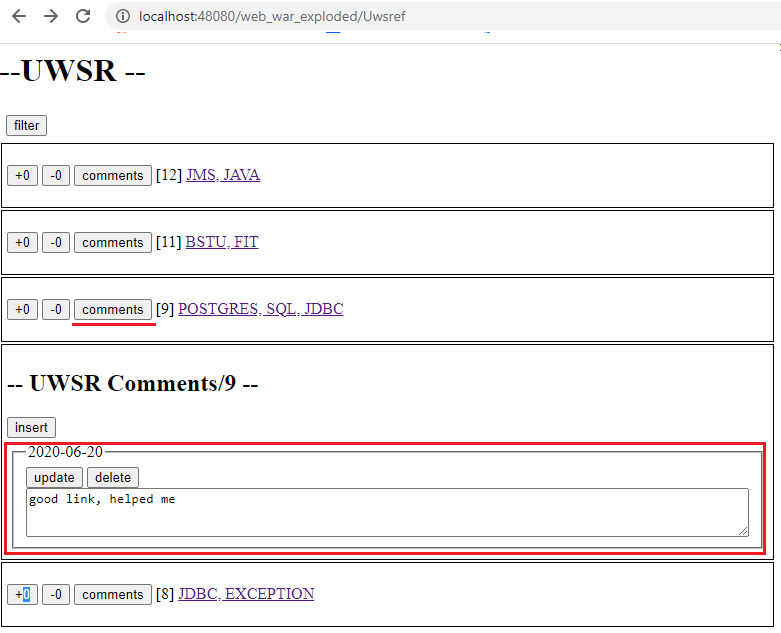 localhost:48080/web_war_exploded/Uwsref
--UWSR --
filter
+0 -0 comments [12] JMS, JAVA
+0 -0 comments [11] BSTU, FIT
+0 -0 comments [9] POSTGRES, SQL, JDBC
-- UWSR Comments/9 --
insert
2020-06-20
update delete
good link, helped me
+0 -0 comments [8] JDBC, EXCEPTION